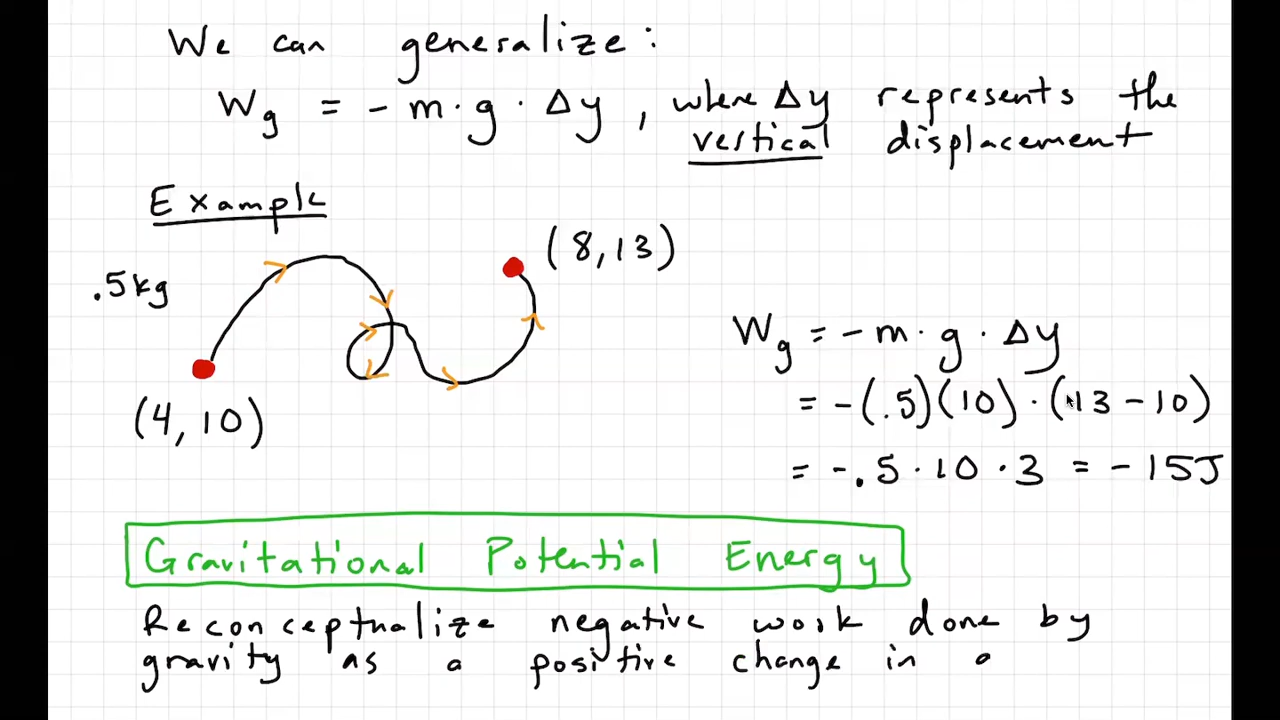 We can generalize:
Wg = - m · g · Δy, where Δy represents the
vertical displacement
Example
(8,13)
.5kg
(4,10)
Wg = - m · g · Δy
= -(.5)(10) · (13 - 10)
= -.5 · 10 · 3 = - 15J
Gravitational Potential Energy
Reconceptualize negative work done by
gravity as a positive change in a